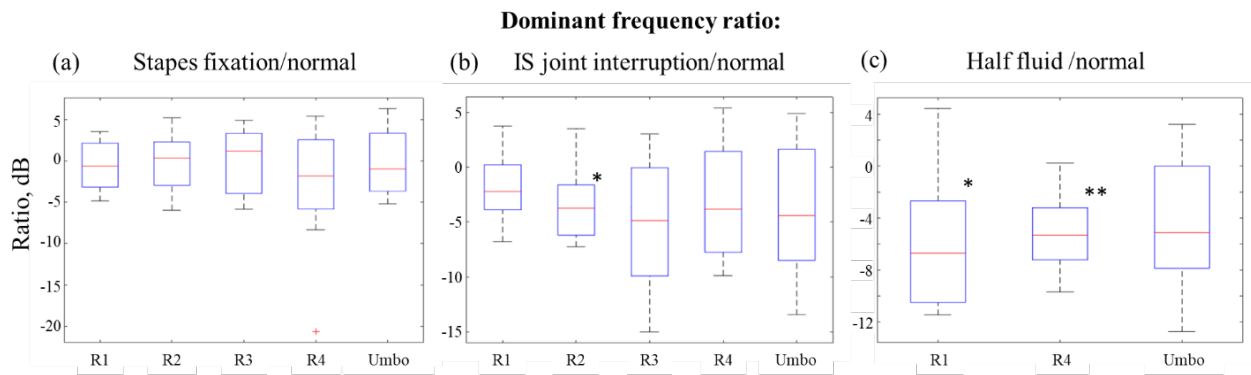 Dominant frequency ratio:
(a) Stapes fixation/normal
(b) IS joint interruption/normal
(c) Half fluid /normal
Ratio, dB
5
0
-5
-10
-15
-20
R1 R2 R3 R4 Umbo
5
0
-5
-10
-15
*
R1 R2 R3 R4 Umbo
4
0
-4
-8
-12
*
**
R1 R4 Umbo